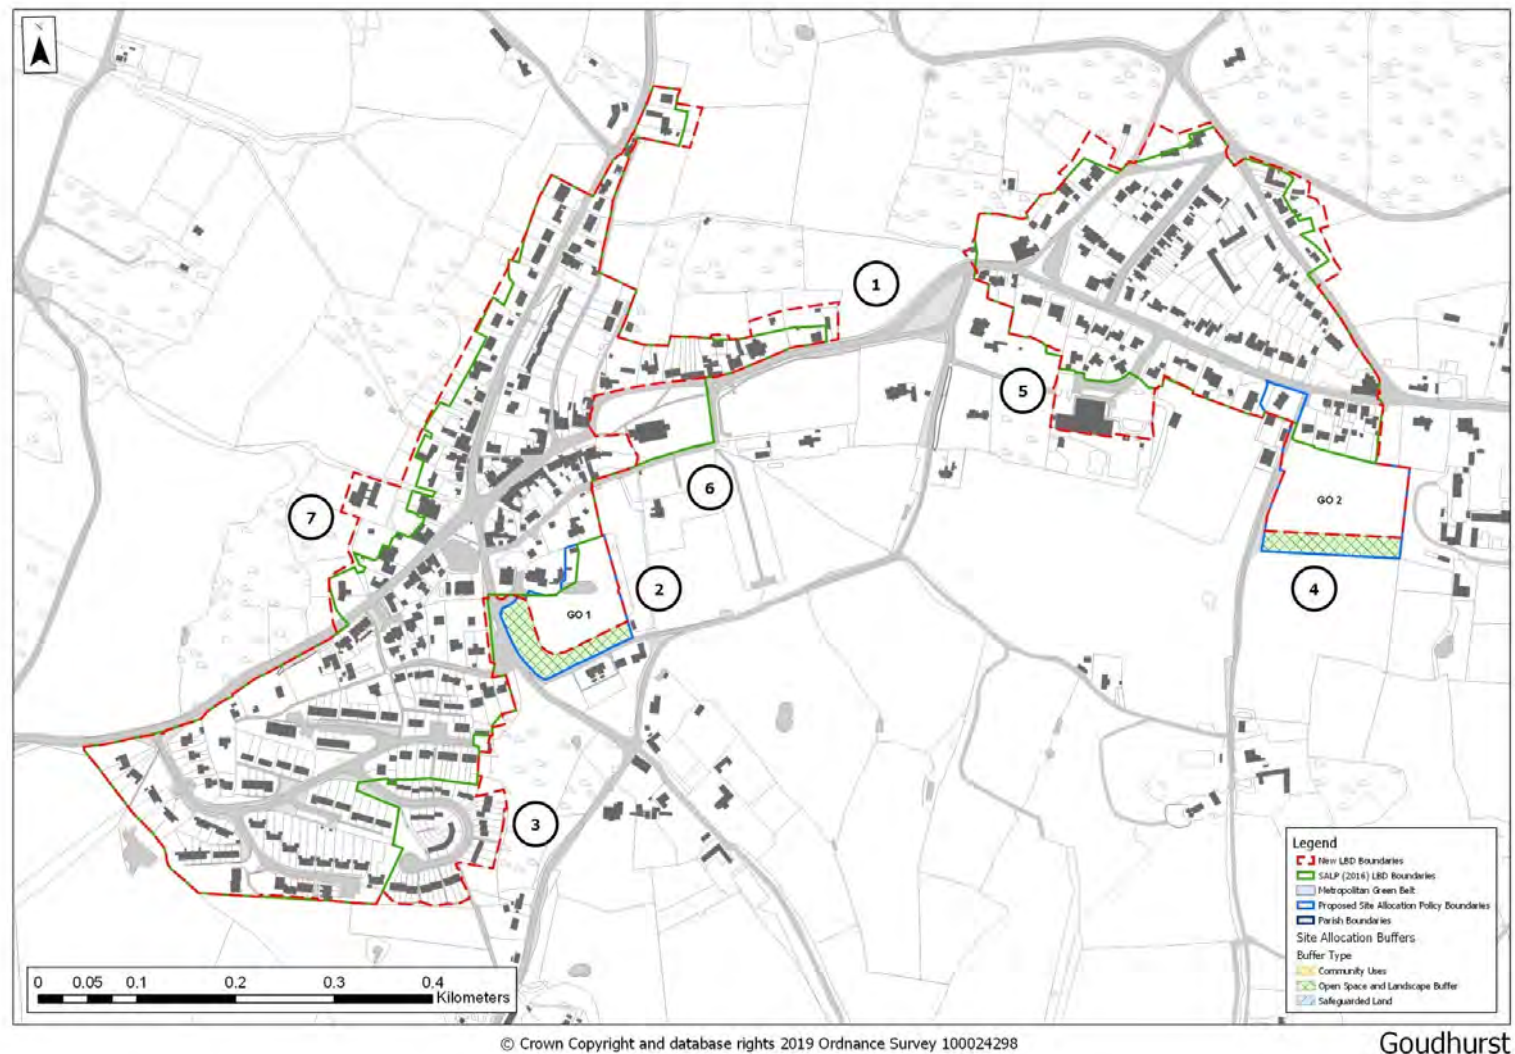 N
1
7
5
6
2
GO 1
GO 2
4
3
Legend
New LBD Boundaries
SALP (2016) LBD Boundaries
Metropolitan Green Belt
Proposed Site Allocation Policy Boundaries
Parish Boundaries
Site Allocation Buffers
Buffer Type
Community Uses
Open Space and Landscape Buffer
Safeguarded Land
0 0.05 0.1 0.2 0.3 0.4
Kilometers
© Crown Copyright and database rights 2019 Ordnance Survey 100024298
Goudhurst